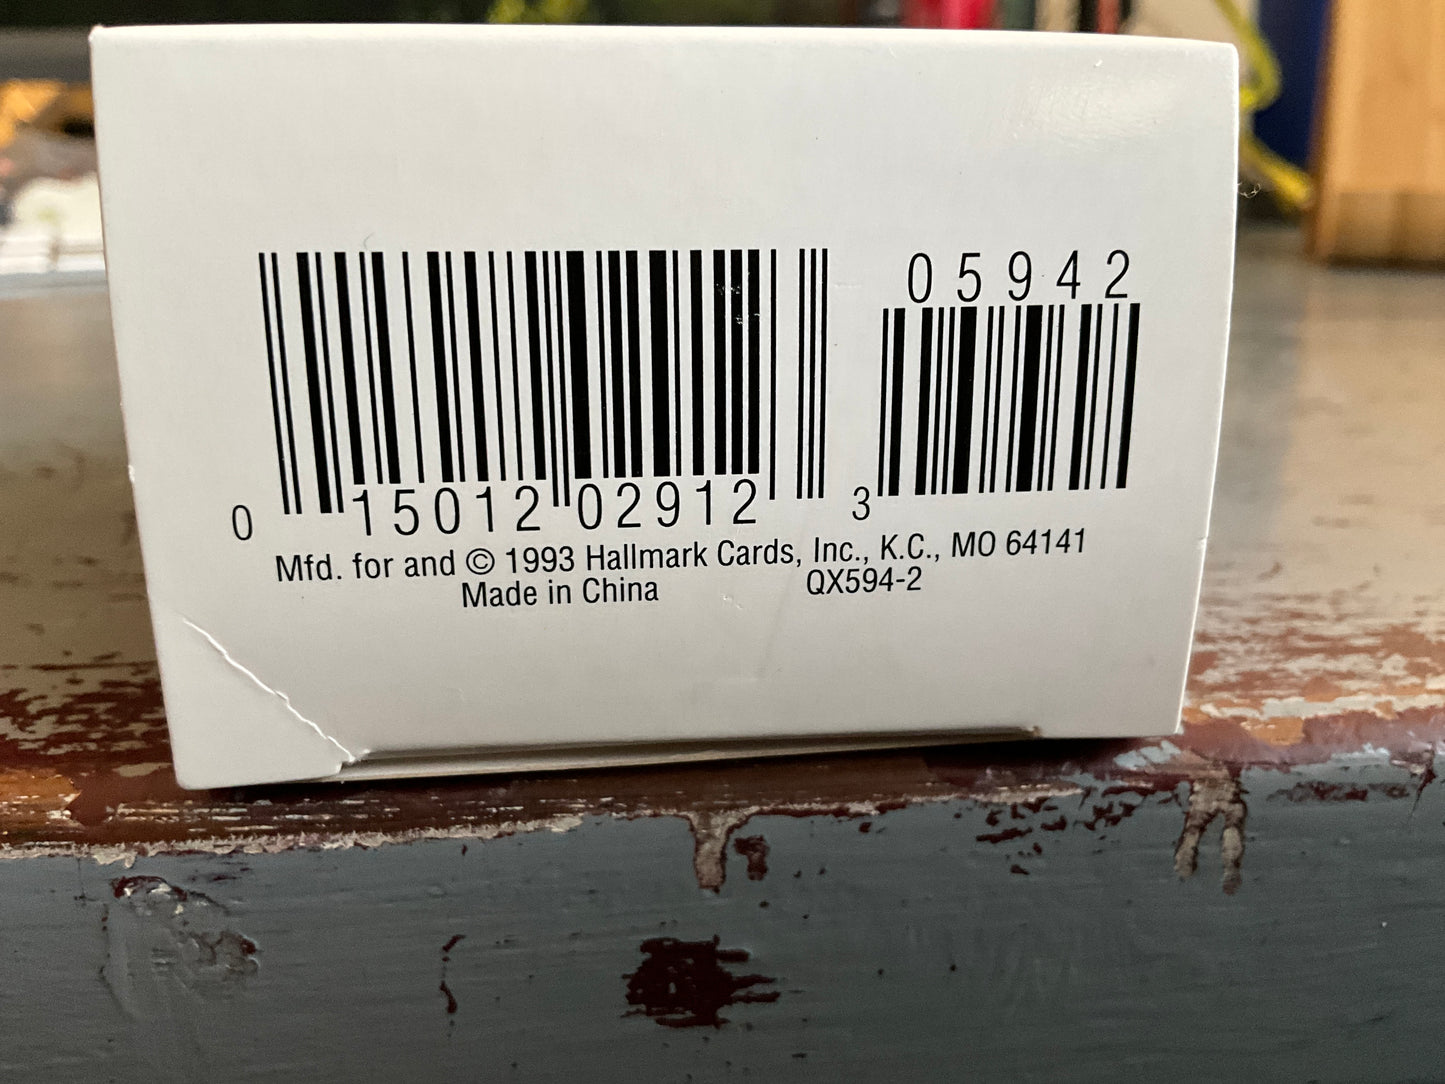 05942
0 15012 02912 3
Mfd. for and © 1993 Hallmark Cards, Inc., K.C., MO 64141
Made in China QX594-2